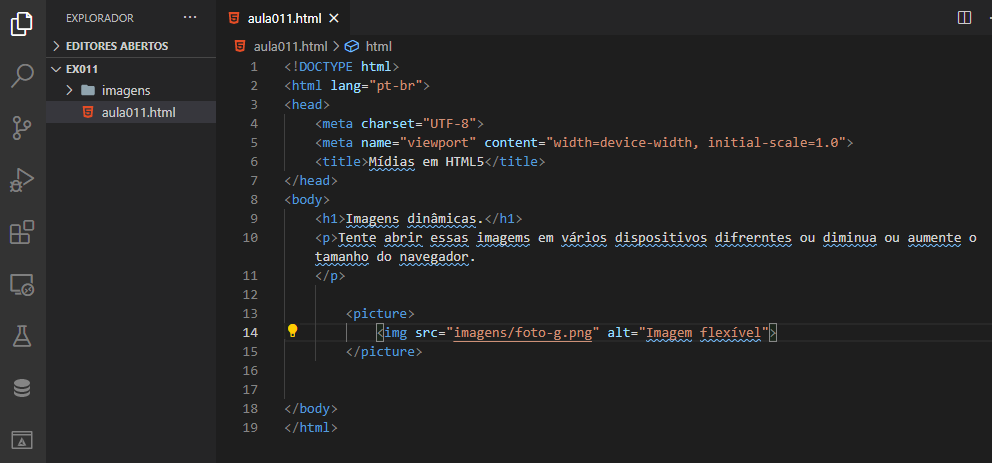 EXPLORADOR ···
EDITORES ABERTOS
EX011
imagens
aula011.html
aula011.html
aula011.html > html
1 <!DOCTYPE html>
2 <html lang="pt-br">
3 <head>
4 <meta charset="UTF-8">
5 <meta name="viewport" content="width=device-width, initial-scale=1.0">
6 <title>Mídias em HTML5</title>
7 </head>
8 <body>
9 <h1>Imagens dinâmicas.</h1>
10 <p>Tente abrir essas imagems em vários dispositivos difrerntes ou diminua ou aumente o
tamanho do navegador.
11 </p>
12
13 <picture>
14 <img src="imagens/foto-g.png" alt="Imagem flexível">
15 </picture>
16
17
18 </body>
19 </html>